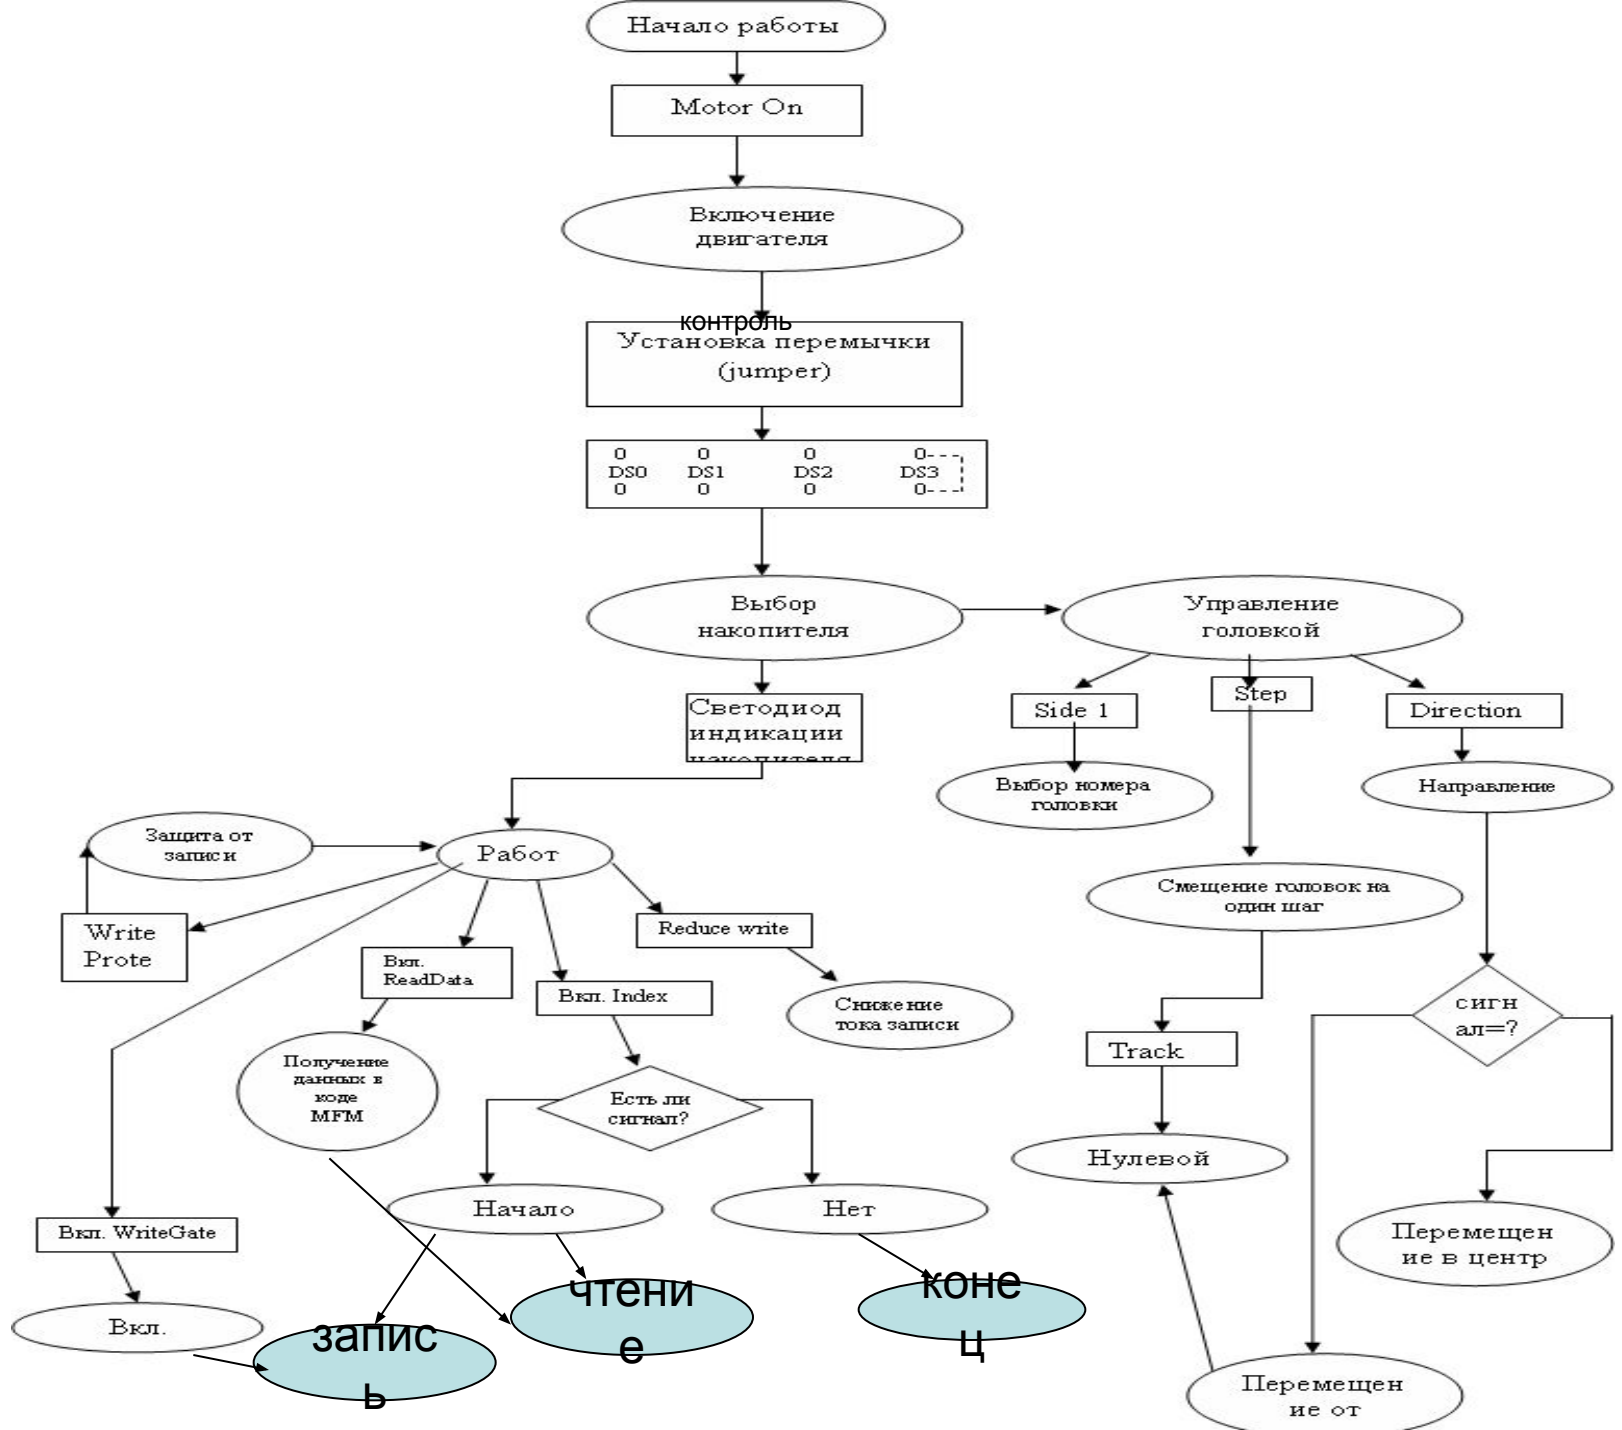 Начало работы
Motor On
Включение
двигателя
контроль
Установка перемычки
(jumper)
0 0 0 0
DS0 DS1 DS2 DS3
0 0 0 0
Выбор
накопителя
Управление
головкой
Светодиод
индикации
накопителя
Side 1
Step
Direction
Выбор номера
головки
Направление
Защита от
записи
Работ
Смещение головок на
один шаг
Write
Prote
Вкл.
ReadData
Вкл. Index
Reduce write
Снижение
тока записи
сигн
ал=?
Track
Получение
данных в
коде
MFM
Есть ли
сигнал?
Нулевой
Начало
Нет
Вкл. WriteGate
Перемещен
ие в центр
Вкл.
запис
ь
чтени
е
коне
ц
Перемещен
ие от